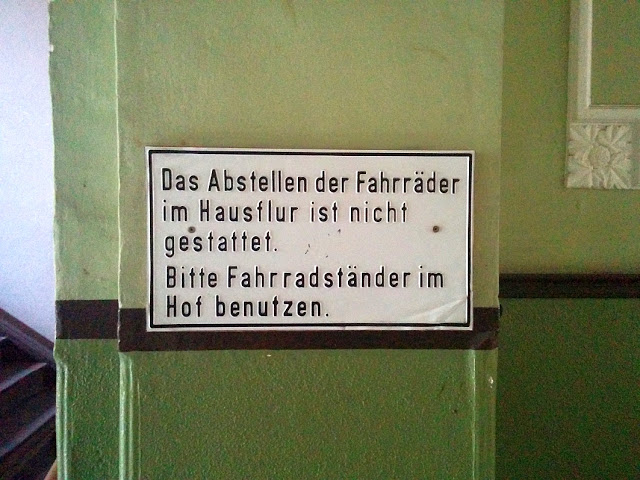 Das Abstellen der Fahrräder
im Hausflur ist nicht
gestattet.
Bitte Fahrradständer im
Hof benutzen.